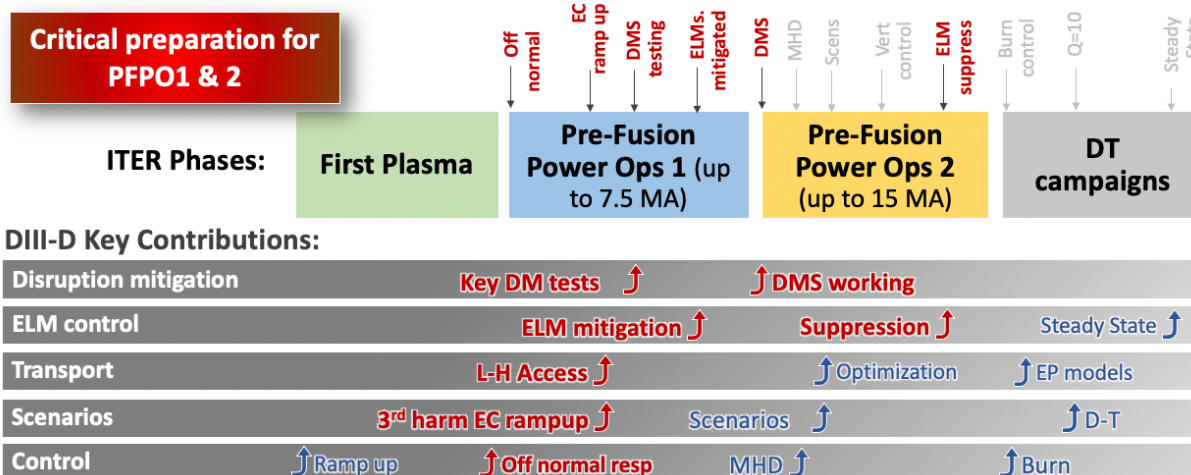 Critical preparation for
PFPO1 & 2
Off
normal
EC
ramp up
DMS
testing
ELMs.
mitigated
DMS
MHD
Scens
Vert
control
ELM
suppress
Burn
control
Q=10
Steady
ITER Phases:
First Plasma
Pre-Fusion
Power Ops 1 (up
to 7.5 MA)
Pre-Fusion
Power Ops 2
(up to 15 MA)
DT
campaigns
DIII-D Key Contributions:
Disruption mitigation
Key DM tests
DMS working
ELM control
ELM mitigation
Suppression
Steady State
Transport
L-H Access
Optimization
EP models
Scenarios
3rd harm EC rampup
Scenarios
D-T
Control
Ramp up
Off normal resp
MHD
Burn